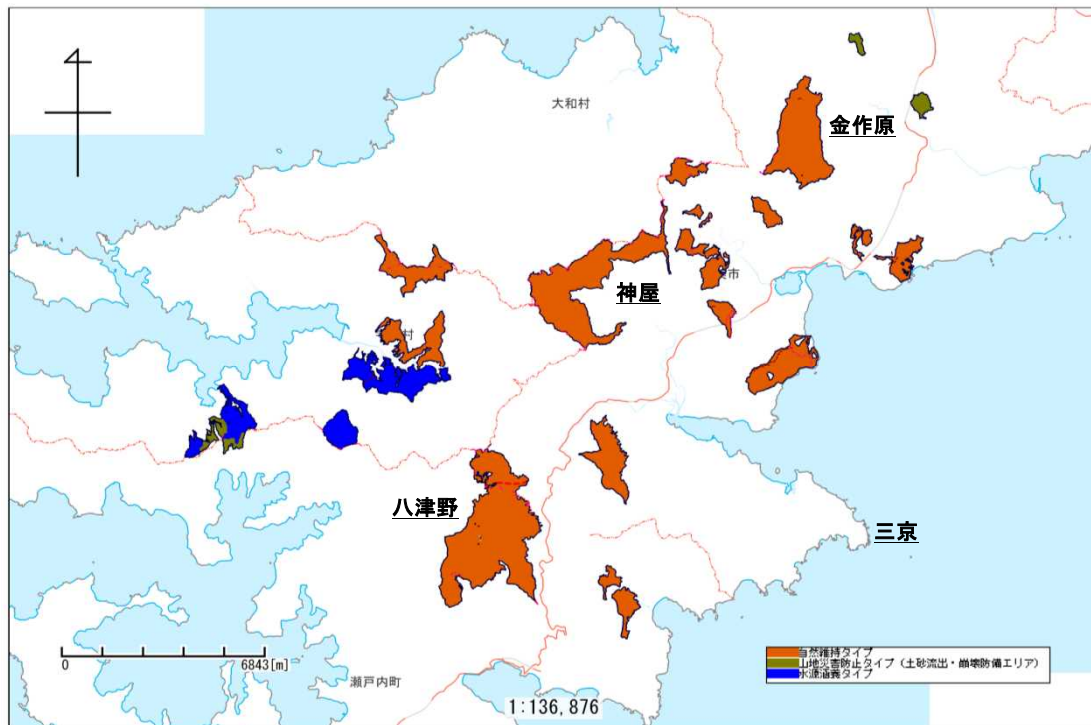 大和村
金作原
市
神屋
村
八津野
三京
0 6843[m]
瀬戸内町
1:136,876
自然維持タイプ
山地災害防止タイプ（土砂流出・崩壊防備エリア）
水源涵養タイプ